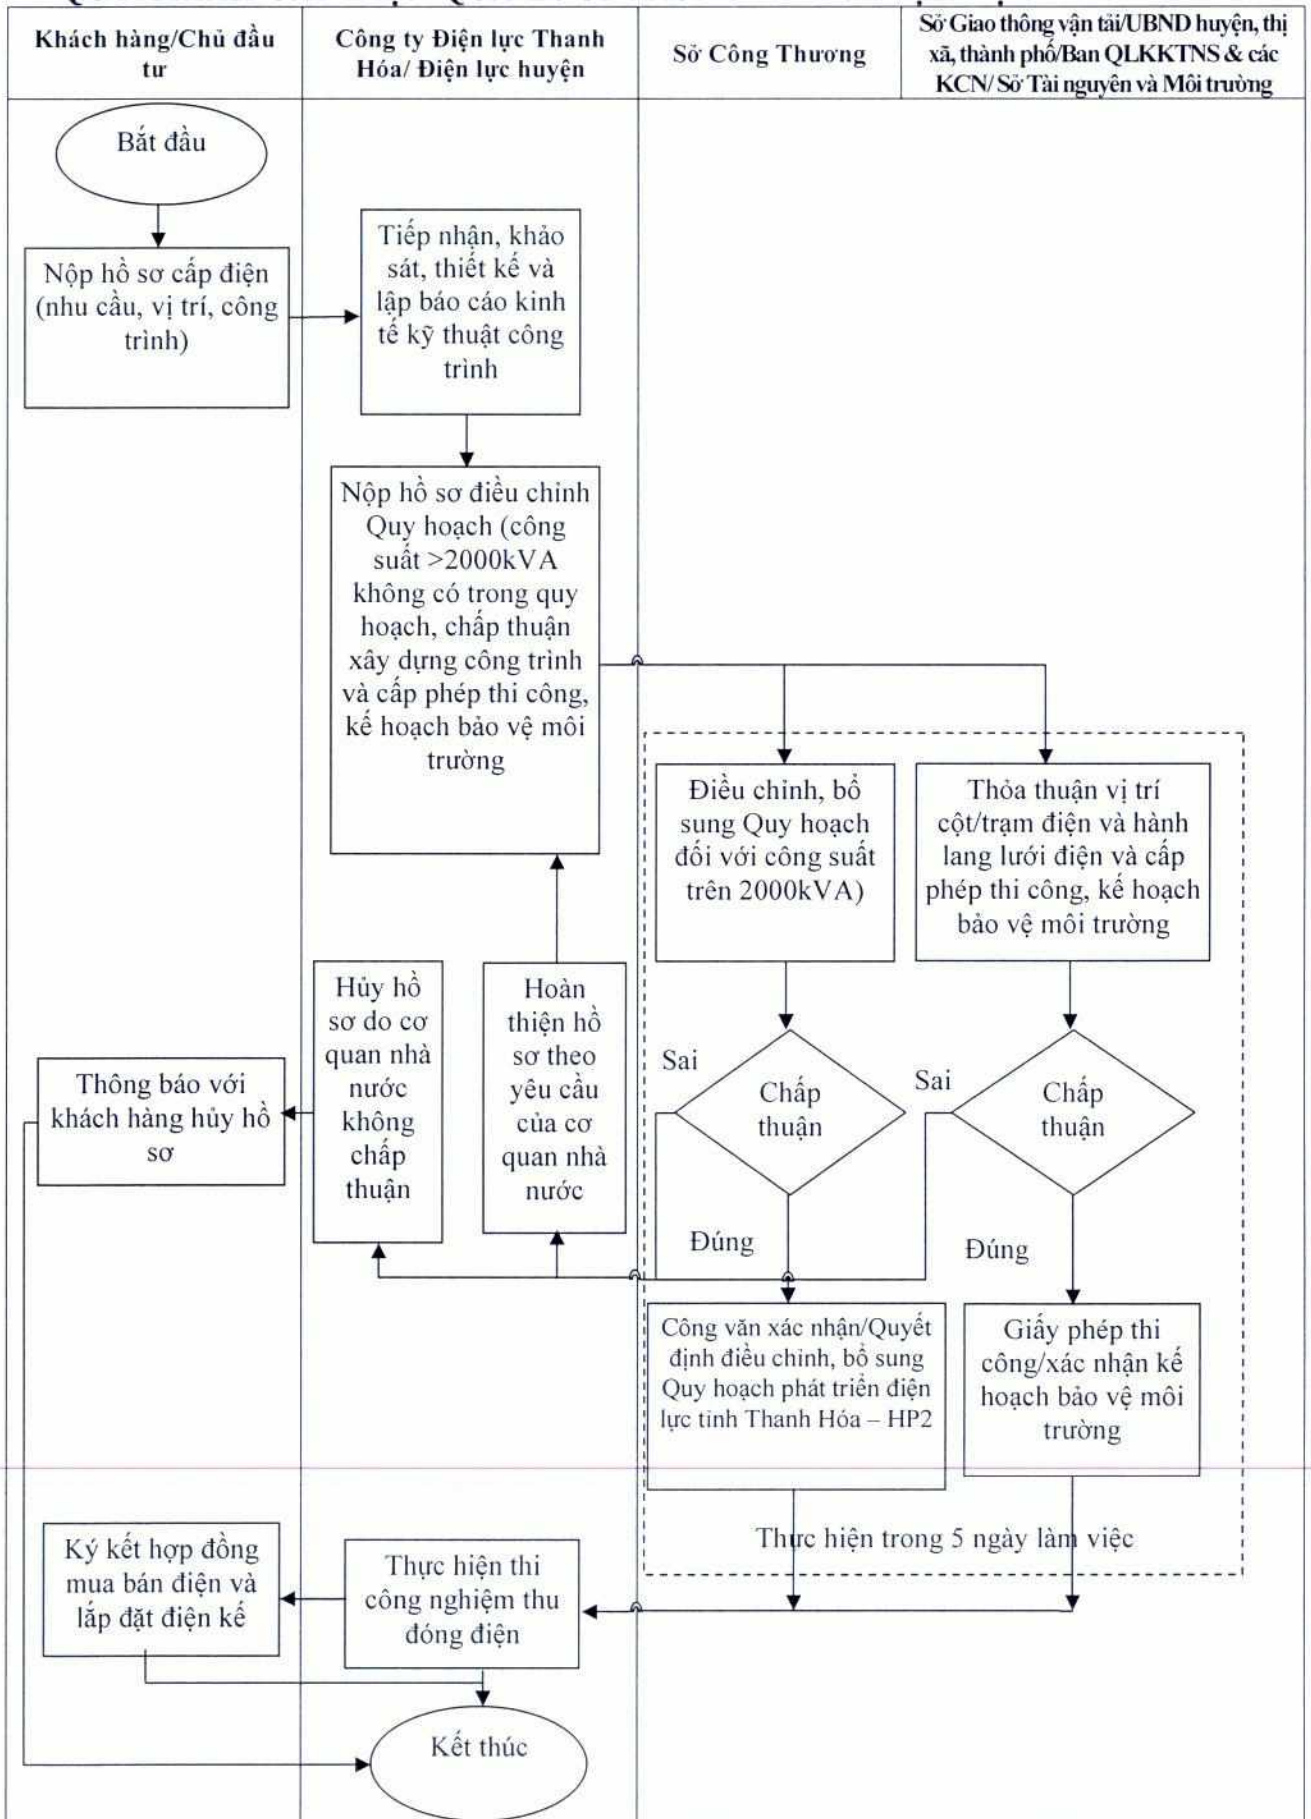 Khách hàng/Chủ đầu
tư
Công ty Điện lực Thanh
Hóa/ Điện lực huyện
Sở Công Thương
Sở Giao thông vận tải/UBND huyện, thị
xã, thành phố/Ban QLKKTNS & các
KCN/ Sở Tài nguyên và Môi trường
Bắt đầu
Nộp hồ sơ cấp điện
(nhu cầu, vị trí, công
trình)
Tiếp nhận, khảo
sát, thiết kế và
lập báo cáo kinh
tế kỹ thuật công
trình
Nộp hồ sơ điều chỉnh
Quy hoạch (công
suất >2000kVA
không có trong quy
hoạch, chấp thuận
xây dựng công trình
và cấp phép thi công,
kế hoạch bảo vệ môi
trường
Điều chỉnh, bổ
sung Quy hoạch
đối với công suất
trên 2000kVA)
Thỏa thuận vị trí
cột/trạm điện và hành
lang lưới điện và cấp
phép thi công, kế hoạch
bảo vệ môi trường
Hủy hồ
sơ do cơ
quan nhà
nước
không
chấp
thuận
Hoàn
thiện hồ
sơ theo
yêu cầu
của cơ
quan nhà
nước
Thông báo với
khách hàng hủy hồ
sơ
Sai
Chấp
thuận
Sai
Chấp
thuận
Đúng
Đúng
Công văn xác nhận/Quyết
định điều chỉnh, bổ sung
Quy hoạch phát triển điện
lực tỉnh Thanh Hóa – HP2
Giấy phép thi
công/xác nhận kế
hoạch bảo vệ môi
trường
Thực hiện trong 5 ngày làm việc
Ký kết hợp đồng
mua bán điện và
lắp đặt điện kế
Thực hiện thi
công nghiệm thu
đóng điện
Kết thúc